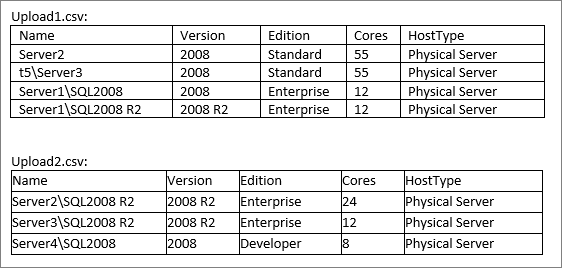 Upload1.csv:
Name Version Edition Cores HostType
Server2 2008 Standard 55 Physical Server
t5\Server3 2008 Standard 55 Physical Server
Server1\SQL2008 2008 Enterprise 12 Physical Server
Server1\SQL2008 R2 2008 R2 Enterprise 12 Physical Server
Upload2.csv:
Name Version Edition Cores HostType
Server2\SQL2008 R2 2008 R2 Enterprise 24 Physical Server
Server3\SQL2008 R2 2008 R2 Enterprise 12 Physical Server
Server4\SQL2008 2008 Developer 8 Physical Server